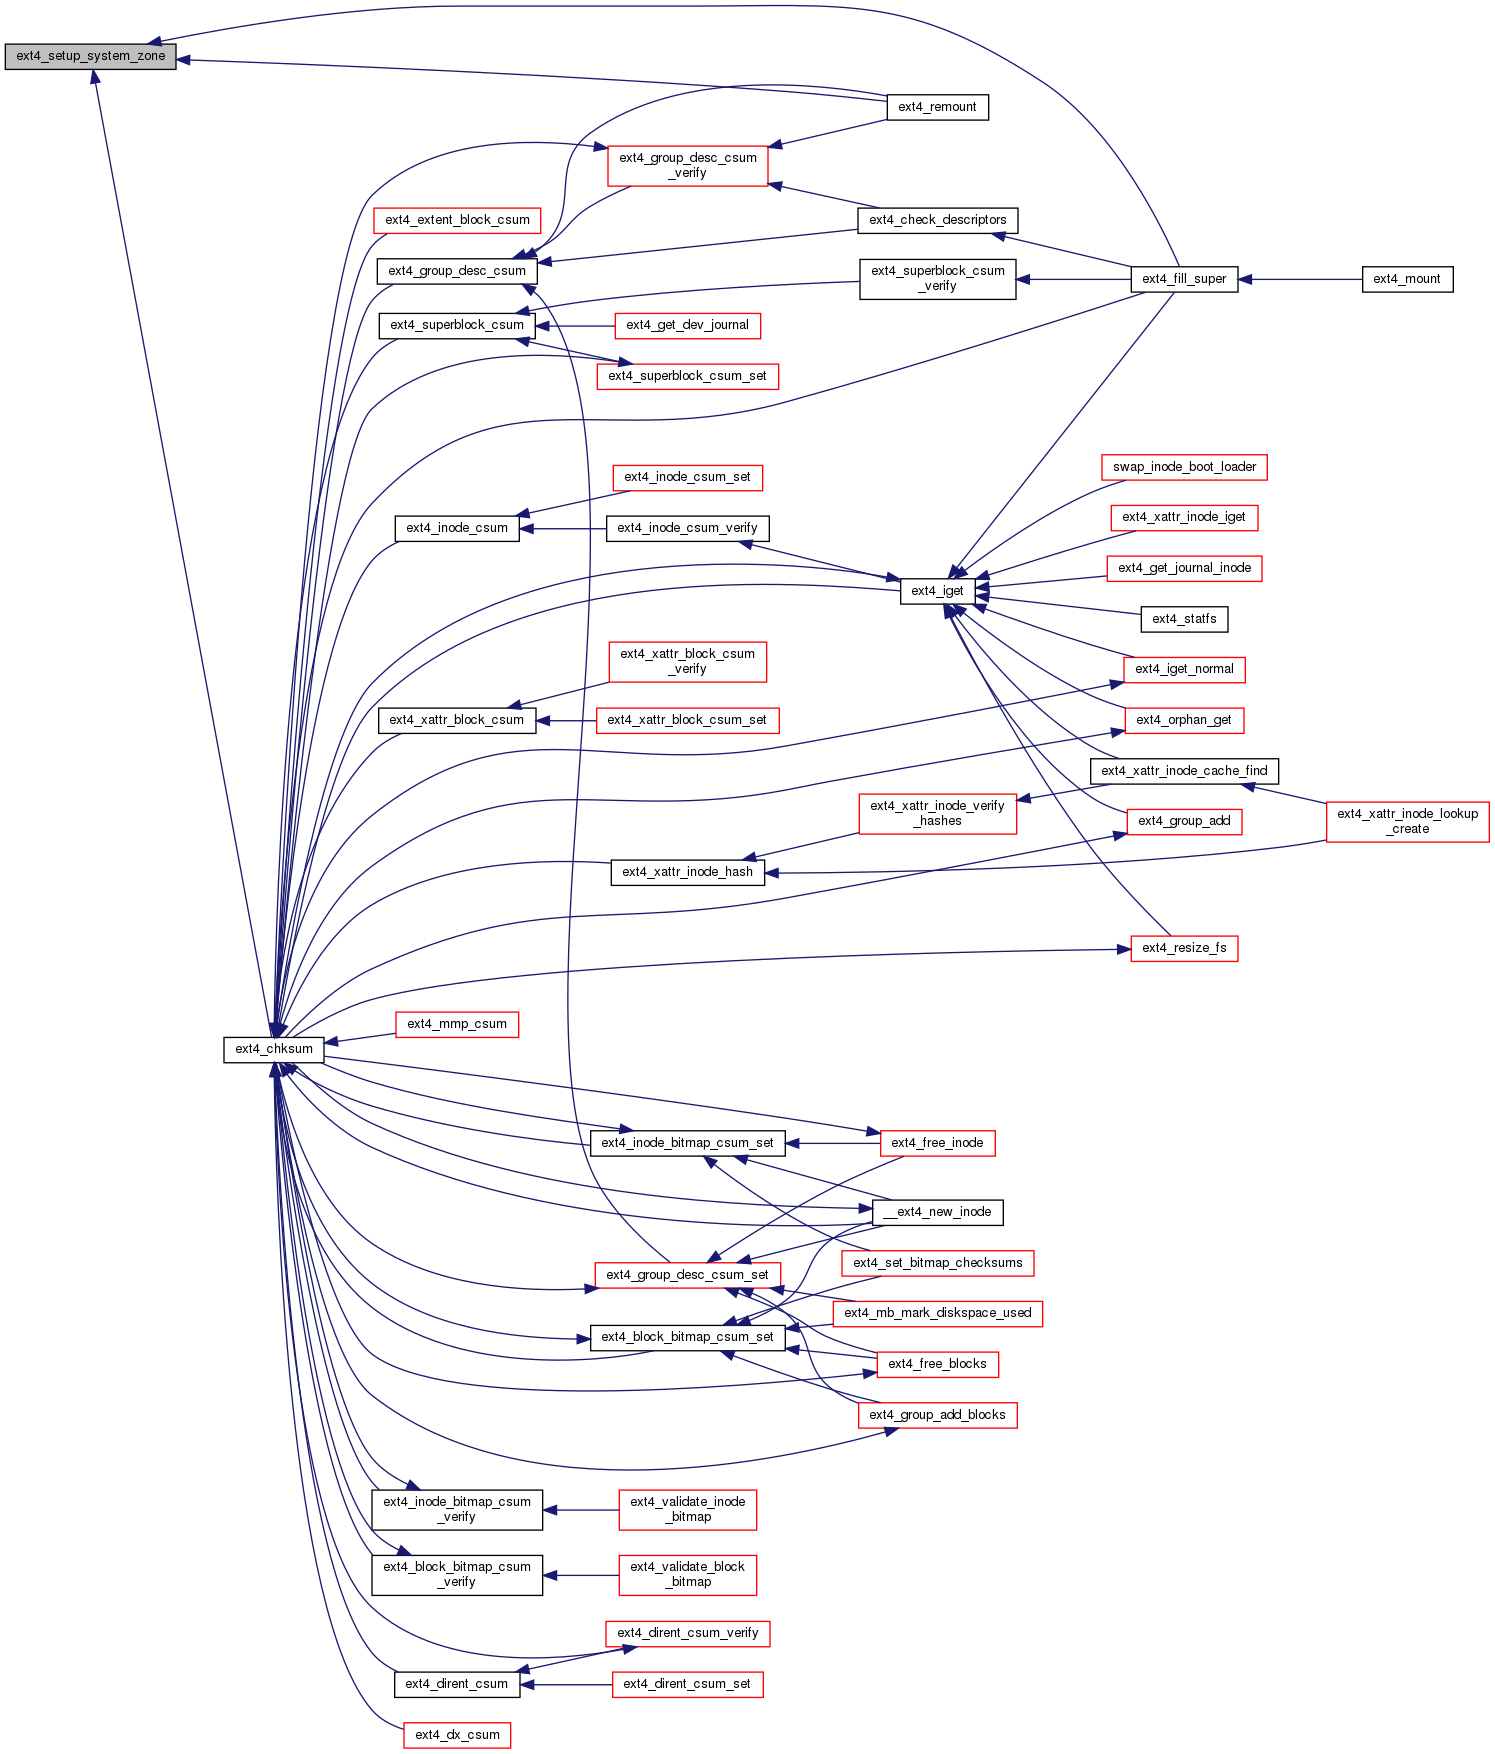 ext4_setup_system_zone
ext4_remount
ext4_group_desc_csum
_verify
ext4_extent_block_csum
ext4_check_descriptors
ext4_group_desc_csum
ext4_superblock_csum
_verify
ext4_fill_super
ext4_mount
ext4_superblock_csum
ext4_get_dev_journal
ext4_superblock_csum_set
swap_inode_boot_loader
ext4_inode_csum_set
ext4_xattr_inode_iget
ext4_inode_csum
ext4_inode_csum_verify
ext4_get_journal_inode
ext4_iget
ext4_statfs
ext4_xattr_block_csum
_verify
ext4_iget_normal
ext4_xattr_block_csum
ext4_xattr_block_csum_set
ext4_orphan_get
ext4_xattr_inode_cache_find
ext4_xattr_inode_verify
_hashes
ext4_group_add
ext4_xattr_inode_lookup
_create
ext4_xattr_inode_hash
ext4_resize_fs
ext4_mmp_csum
ext4_chksum
ext4_inode_bitmap_csum_set
ext4_free_inode
__ext4_new_inode
ext4_set_bitmap_checksums
ext4_group_desc_csum_set
ext4_mb_mark_diskspace_used
ext4_block_bitmap_csum_set
ext4_free_blocks
ext4_group_add_blocks
ext4_inode_bitmap_csum
_verify
ext4_validate_inode
_bitmap
ext4_block_bitmap_csum
_verify
ext4_validate_block
_bitmap
ext4_dirent_csum_verify
ext4_dirent_csum
ext4_dirent_csum_set
ext4_dx_csum